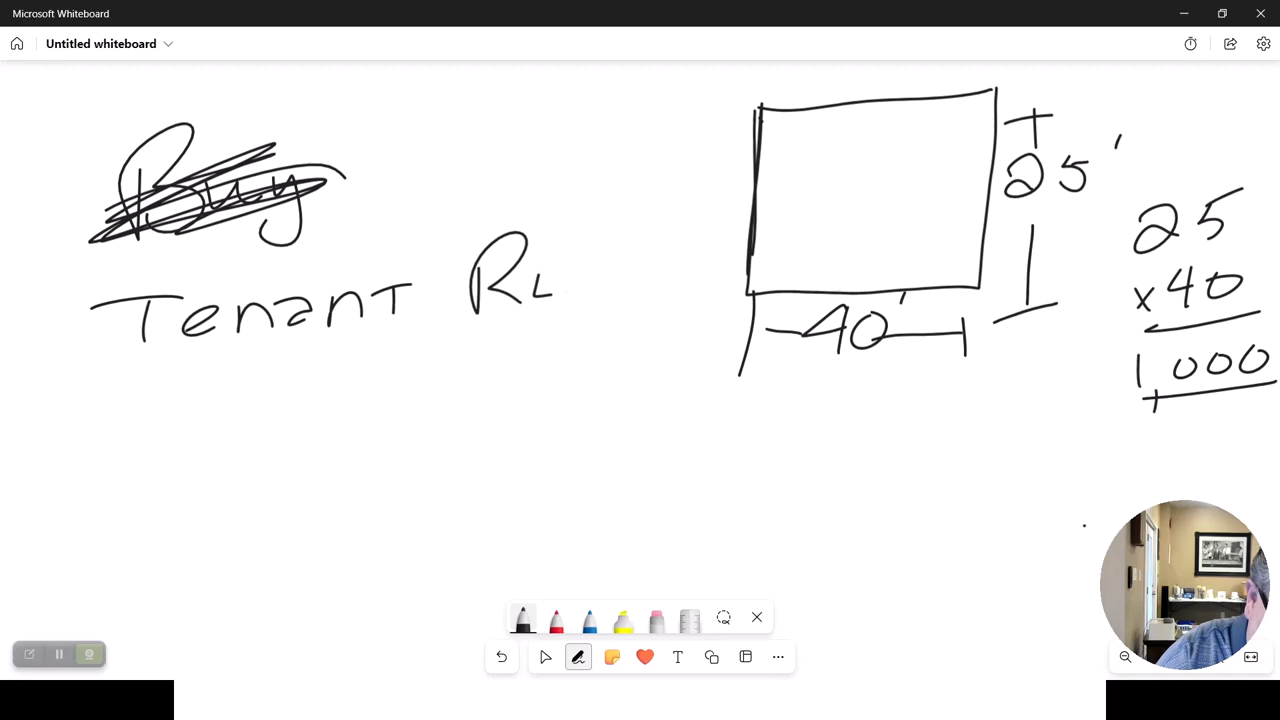 Microsoft Whiteboard
Untitled whiteboard
Buy
Tenant RL
25'
40'
25
x40
1,000
T